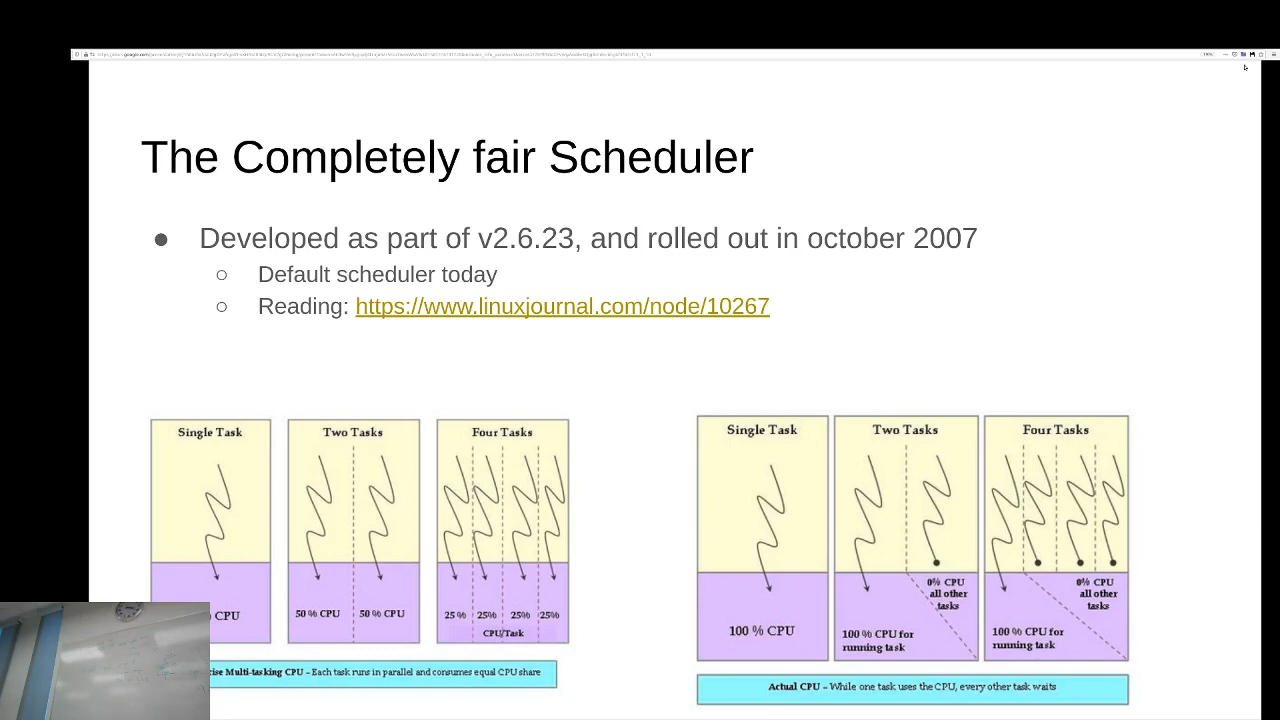 The Completely fair Scheduler
● Developed as part of v2.6.23, and rolled out in october 2007
○ Default scheduler today
○ Reading: https://www.linuxjournal.com/node/10267
Single Task
CPU
Two Tasks
50 % CPU 50 % CPU
Four Tasks
25 % 25% 25% 25%
CPU/Task
Multi-tasking CPU – Each task runs in parallel and consumes equal CPU share
Single Task
100 % CPU
Two Tasks
0% CPU
all other
tasks
100 % CPU for
running task
Four Tasks
0% CPU
all other
tasks
100 % CPU for
running task
Actual CPU – While one task uses the CPU, every other task waits